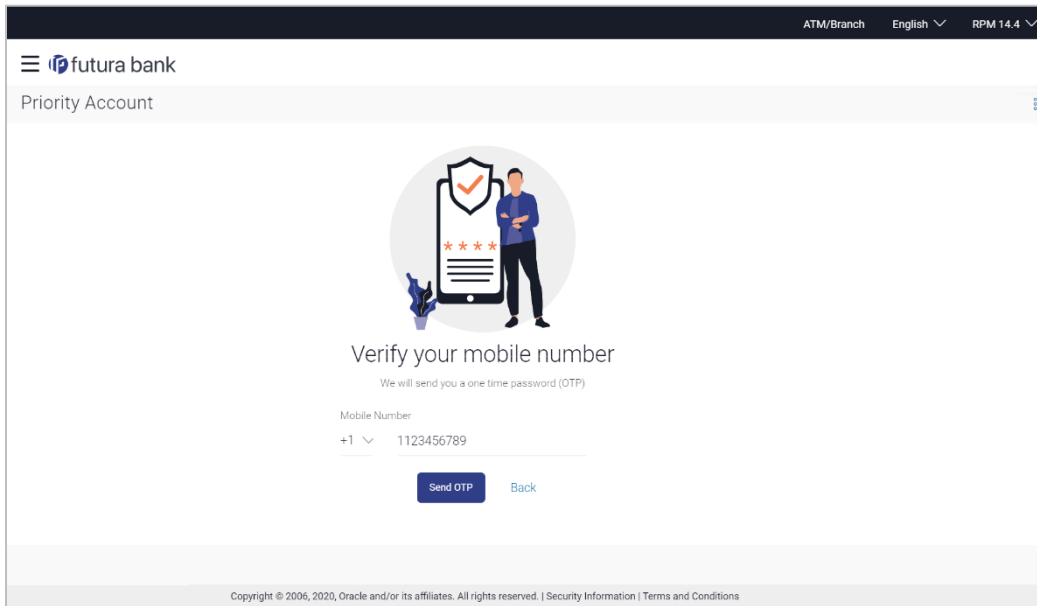 ATM/Branch English RPM 14.4
futura bank
Priority Account
* * * *
Verify your mobile number
We will send you a one time password (OTP)
Mobile Number
+1 1123456789
Send OTP Back
Copyright © 2006, 2020, Oracle and/or its affiliates. All rights reserved. | Security Information | Terms and Conditions